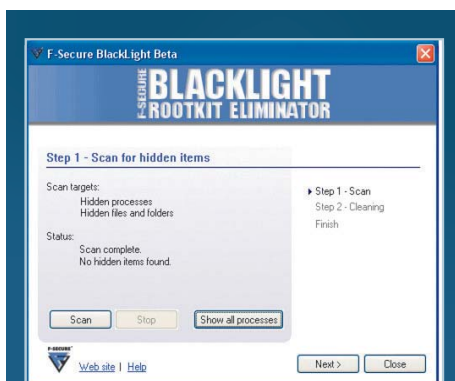 F-Secure BlackLight Beta
F-SECURE BLACKLIGHT
ROOTKIT ELIMINATOR
Step 1 - Scan for hidden items
Scan targets:
Hidden processes
Hidden files and folders
Status:
Scan complete.
No hidden items found.
Scan
Stop
Show all processes
Step 1 - Scan
Step 2 - Cleaning
Finish
F-SECURE
Web site | Help
Next >
Close